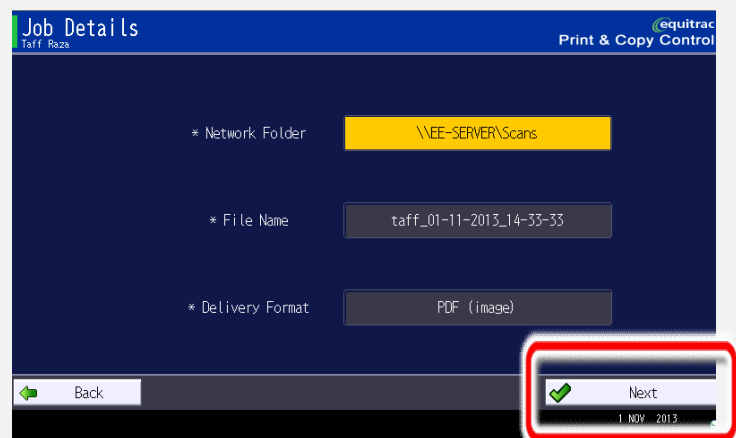 Job Details
Taff Raza
equitrac
Print & Copy Control
* Network Folder
\\EE-SERVER\Scans
* File Name
taff_01-11-2013_14-33-33
* Delivery Format
PDF (image)
Back
Next
1 NOV 2013